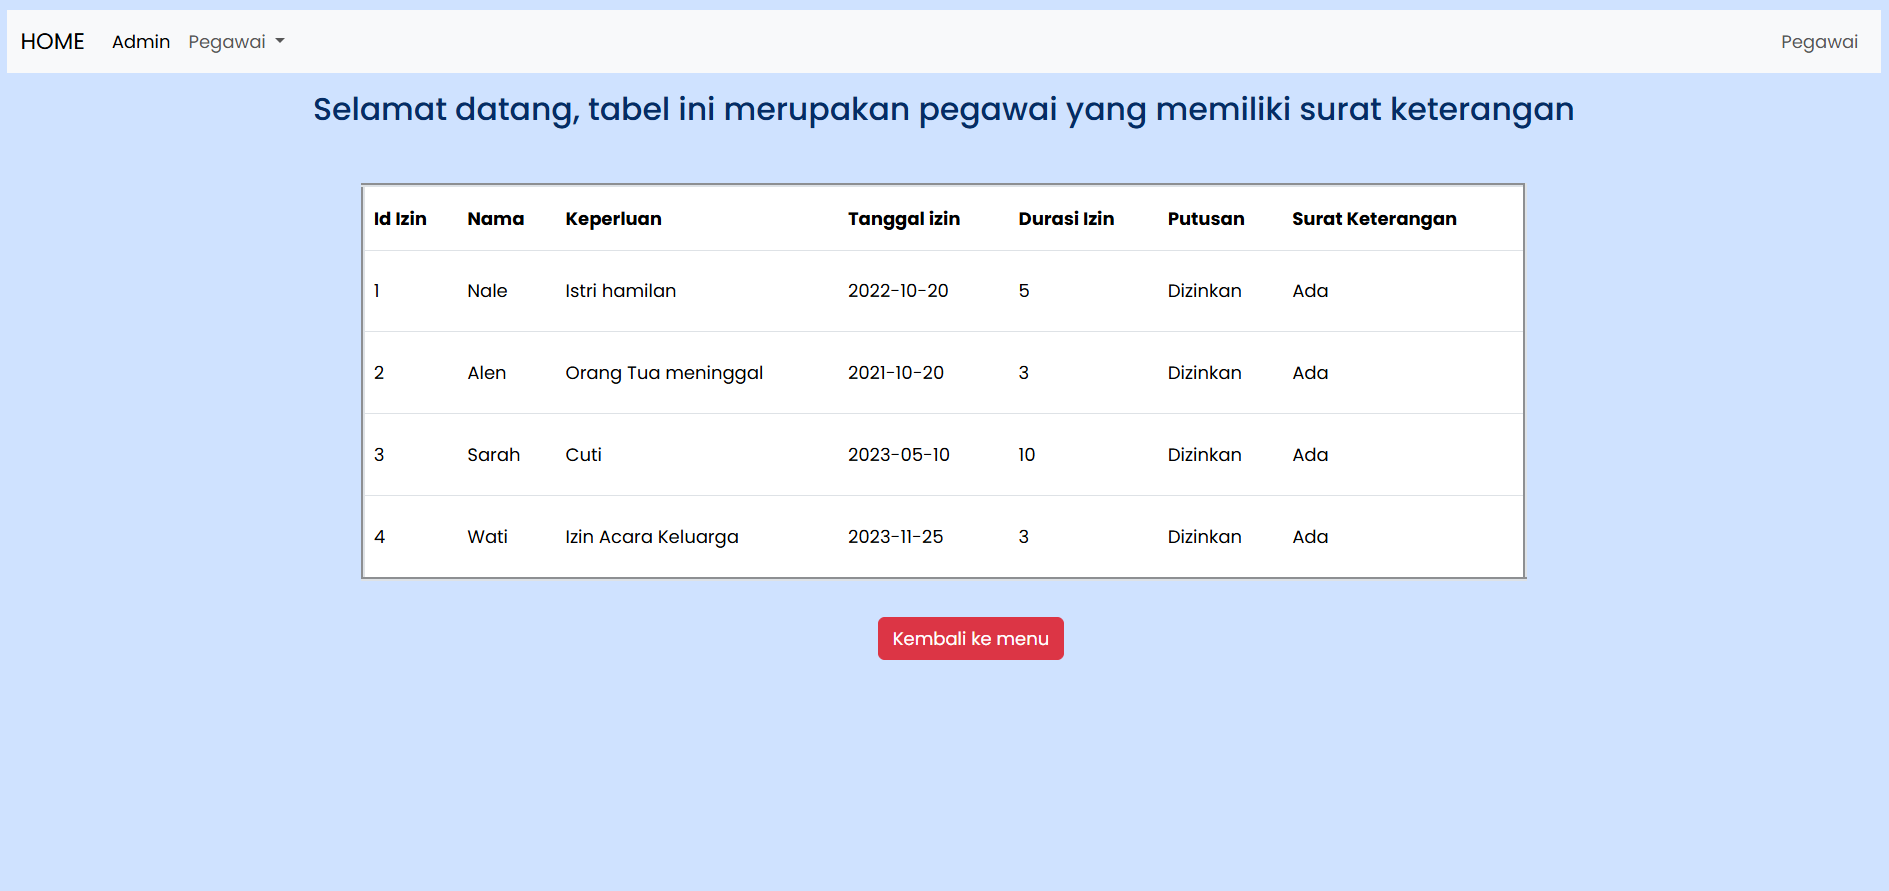 HOME Admin Pegawai Pegawai
Selamat datang, tabel ini merupakan pegawai yang memiliki surat keterangan
Id Izin Nama Keperluan Tanggal izin Durasi Izin Putusan Surat Keterangan
1 Nale Istri hamilan 2022-10-20 5 Dizinkan Ada
2 Alen Orang Tua meninggal 2021-10-20 3 Dizinkan Ada
3 Sarah Cuti 2023-05-10 10 Dizinkan Ada
4 Wati Izin Acara Keluarga 2023-11-25 3 Dizinkan Ada
Kembali ke menu